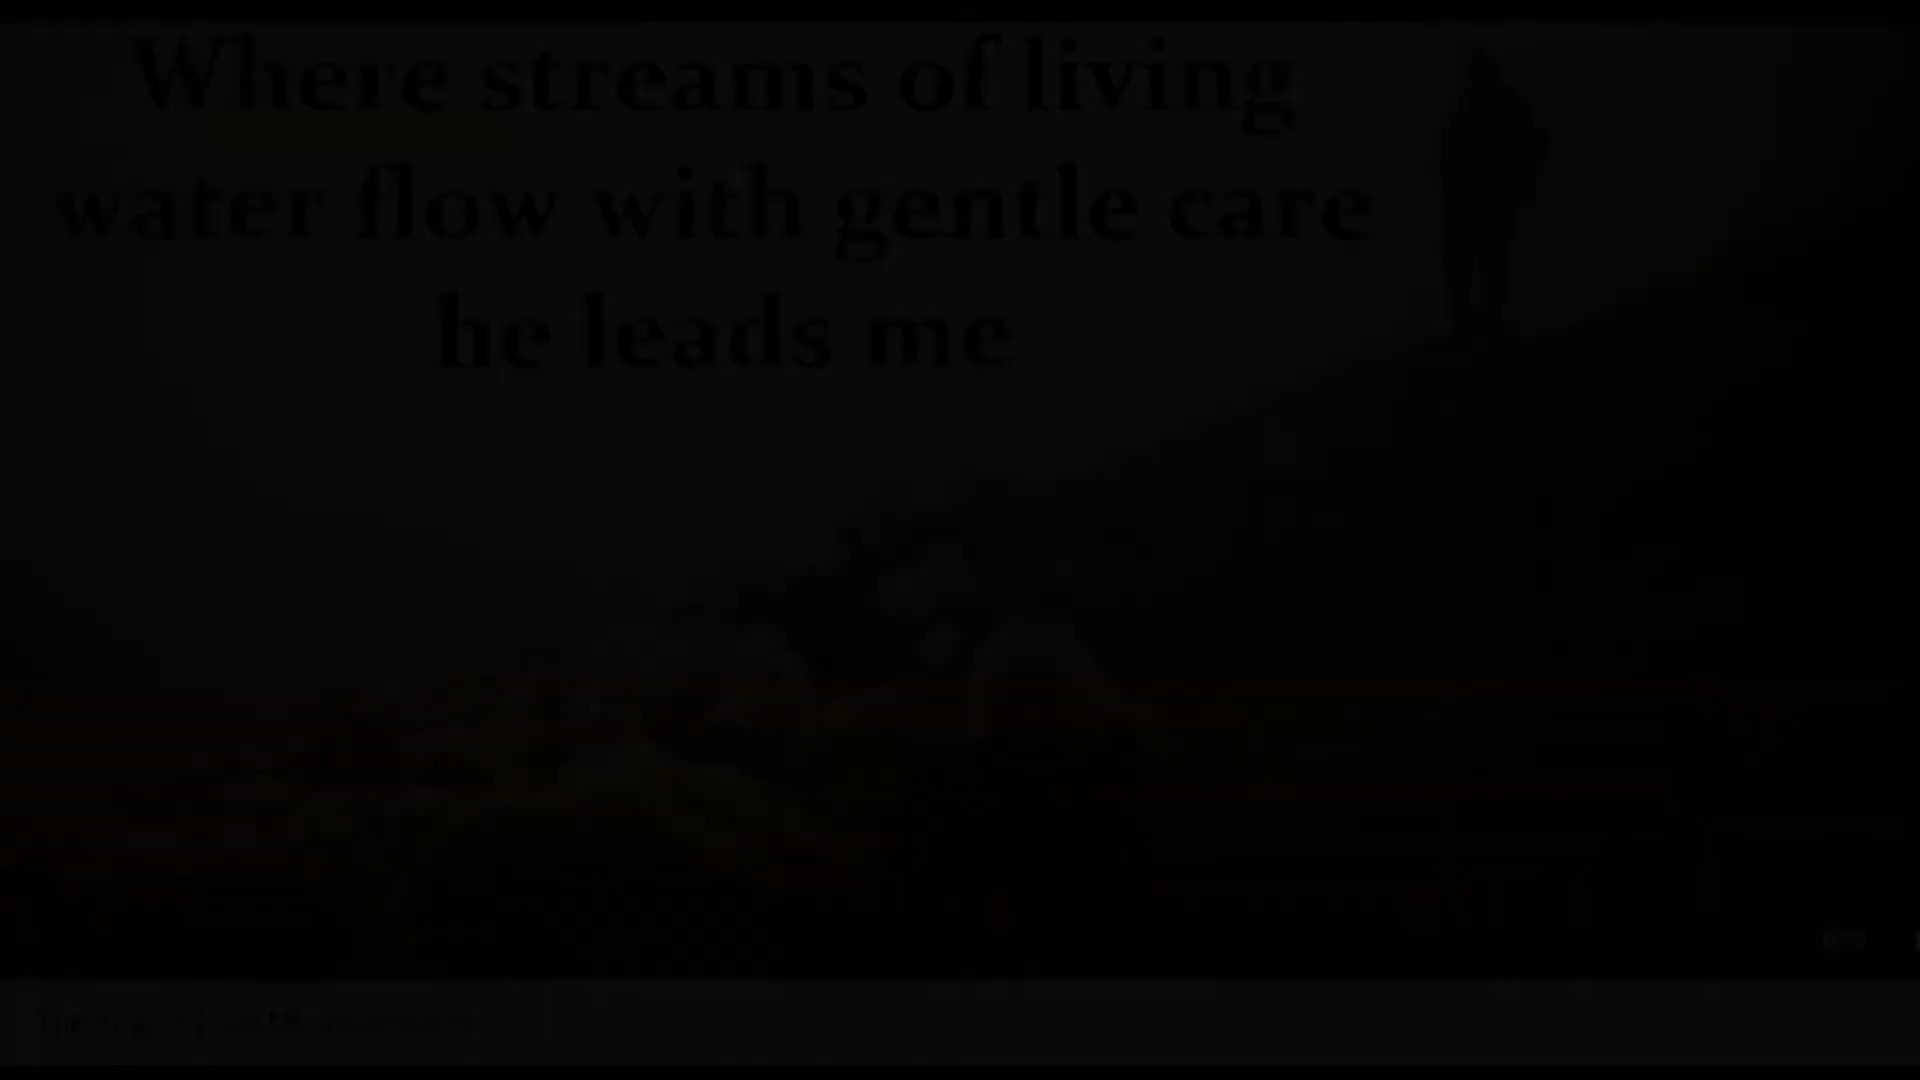 Where streams of living
water flow with gentle care
he leads me